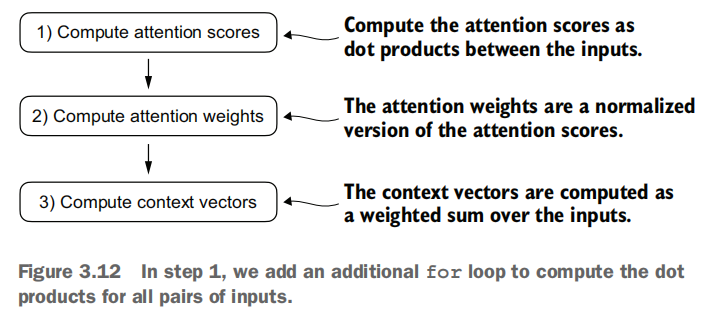 1) Compute attention scores
Compute the attention scores as
dot products between the inputs.
2) Compute attention weights
The attention weights are a normalized
version of the attention scores.
3) Compute context vectors
The context vectors are computed as
a weighted sum over the inputs.
Figure 3.12 In step 1, we add an additional for loop to compute the dot
products for all pairs of inputs.